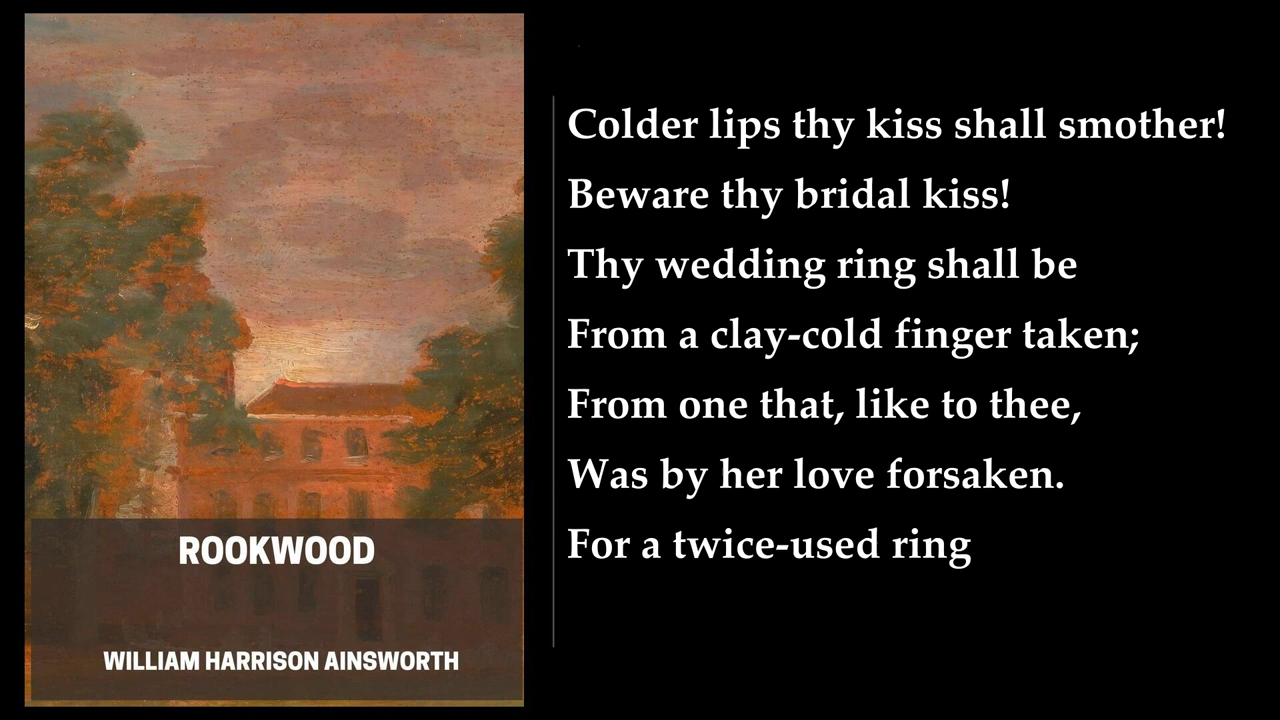 ROOKWOOD
WILLIAM HARRISON AINSWORTH
Colder lips thy kiss shall smother!
Beware thy bridal kiss!
Thy wedding ring shall be
From a clay-cold finger taken;
From one that, like to thee,
Was by her love forsaken.
For a twice-used ring